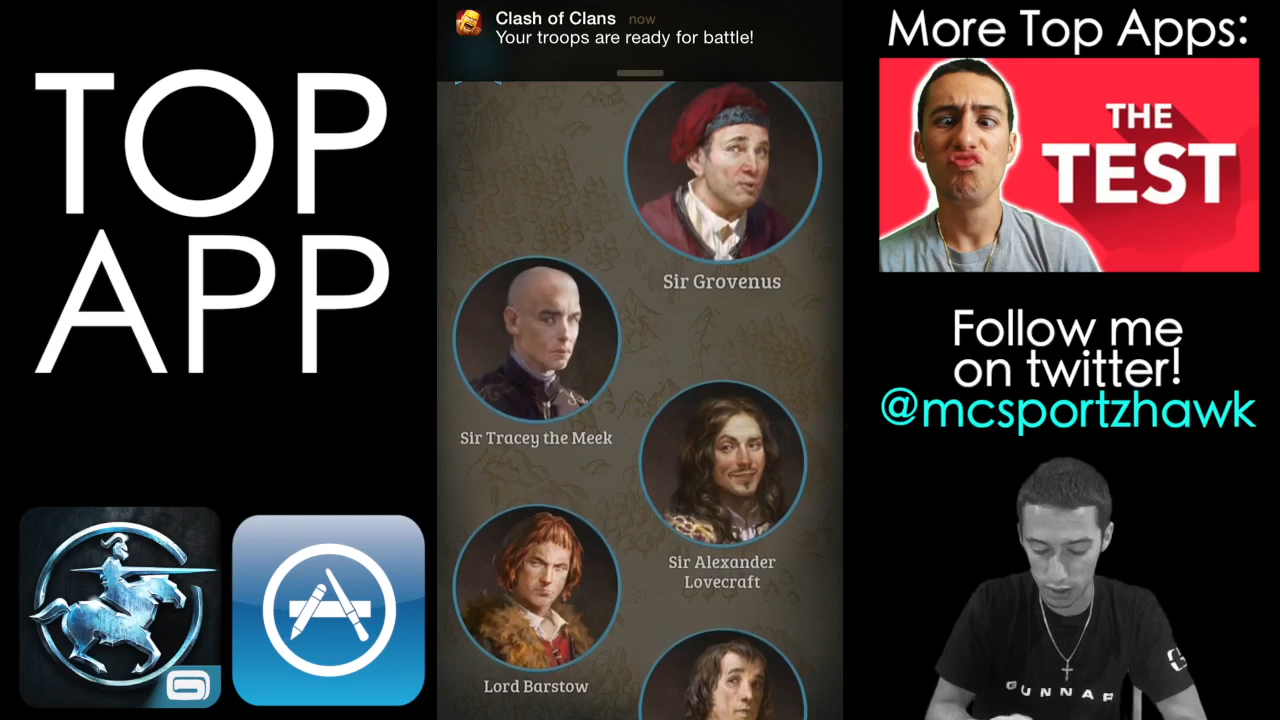 TOP
APP
Clash of Clans now
Your troops are ready for battle!
Sir Grovenus
Sir Tracey the Meek
Sir Alexander
Lovecraft
Lord Barstow
More Top Apps:
THE
TEST
Follow me
on twitter!
@mcsportzhawk
GUNNAR